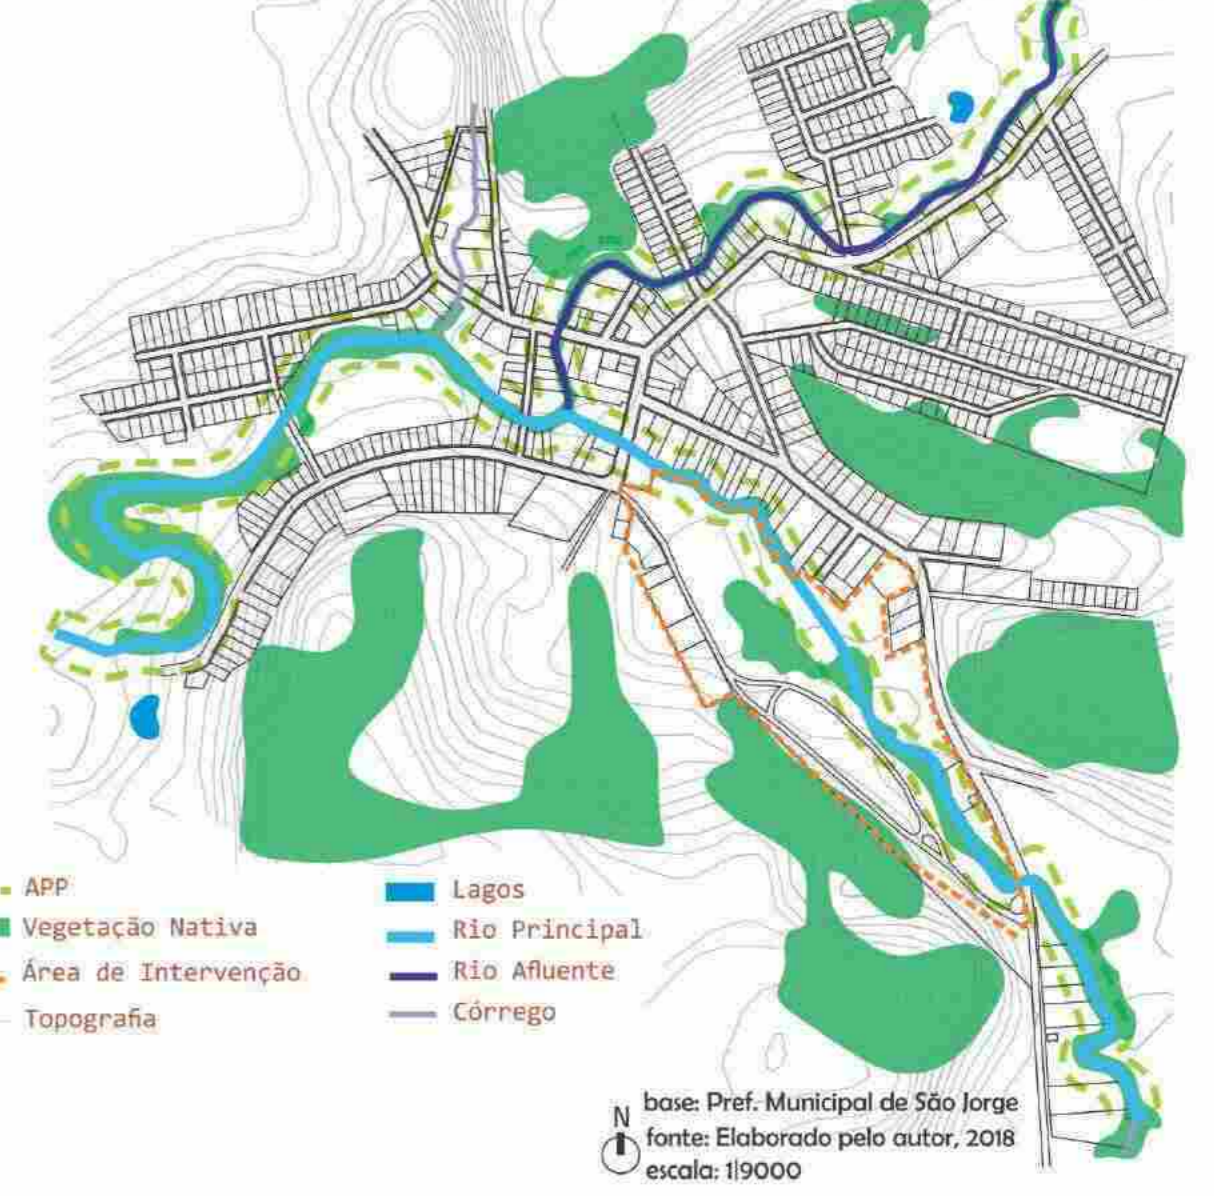 APP
Vegetação Nativa
Área de Intervenção
Topografia
Lagos
Rio Principal
Rio Afluente
Córrego
N
base: Pref. Municipal de São Jorge
fonte: Elaborado pelo autor, 2018
escala: 1|9000